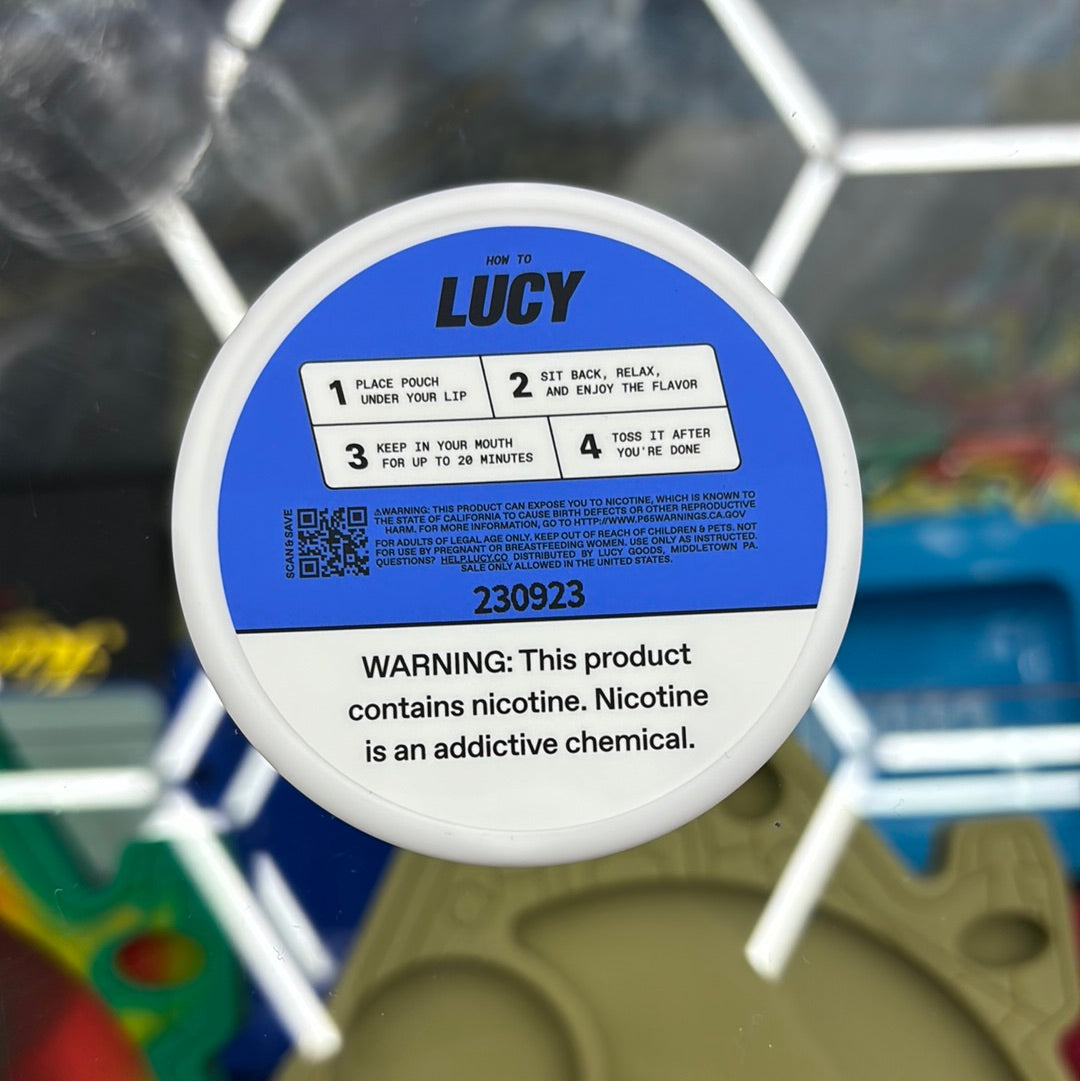 HOW TO
LUCY
1 PLACE POUCH
UNDER YOUR LIP
2 SIT BACK, RELAX,
AND ENJOY THE FLAVOR
3 KEEP IN YOUR MOUTH
FOR UP TO 20 MINUTES
4 TOSS IT AFTER
YOU'RE DONE
SCAN & SAVE
⚠WARNING: THIS PRODUCT CAN EXPOSE YOU TO NICOTINE, WHICH IS KNOWN TO
THE STATE OF CALIFORNIA TO CAUSE BIRTH DEFECTS OR OTHER REPRODUCTIVE
HARM. FOR MORE INFORMATION, GO TO HTTP://WWW.P65WARNINGS.CA.GOV
FOR ADULTS OF LEGAL AGE ONLY. KEEP OUT OF REACH OF CHILDREN & PETS. NOT
FOR USE BY PREGNANT OR BREASTFEEDING WOMEN. USE ONLY AS INSTRUCTED.
QUESTIONS? HELP.LUCY.CO DISTRIBUTED BY LUCY GOODS, MIDDLETOWN PA.
SALE ONLY ALLOWED IN THE UNITED STATES.
230923
WARNING: This product
contains nicotine. Nicotine
is an addictive chemical.